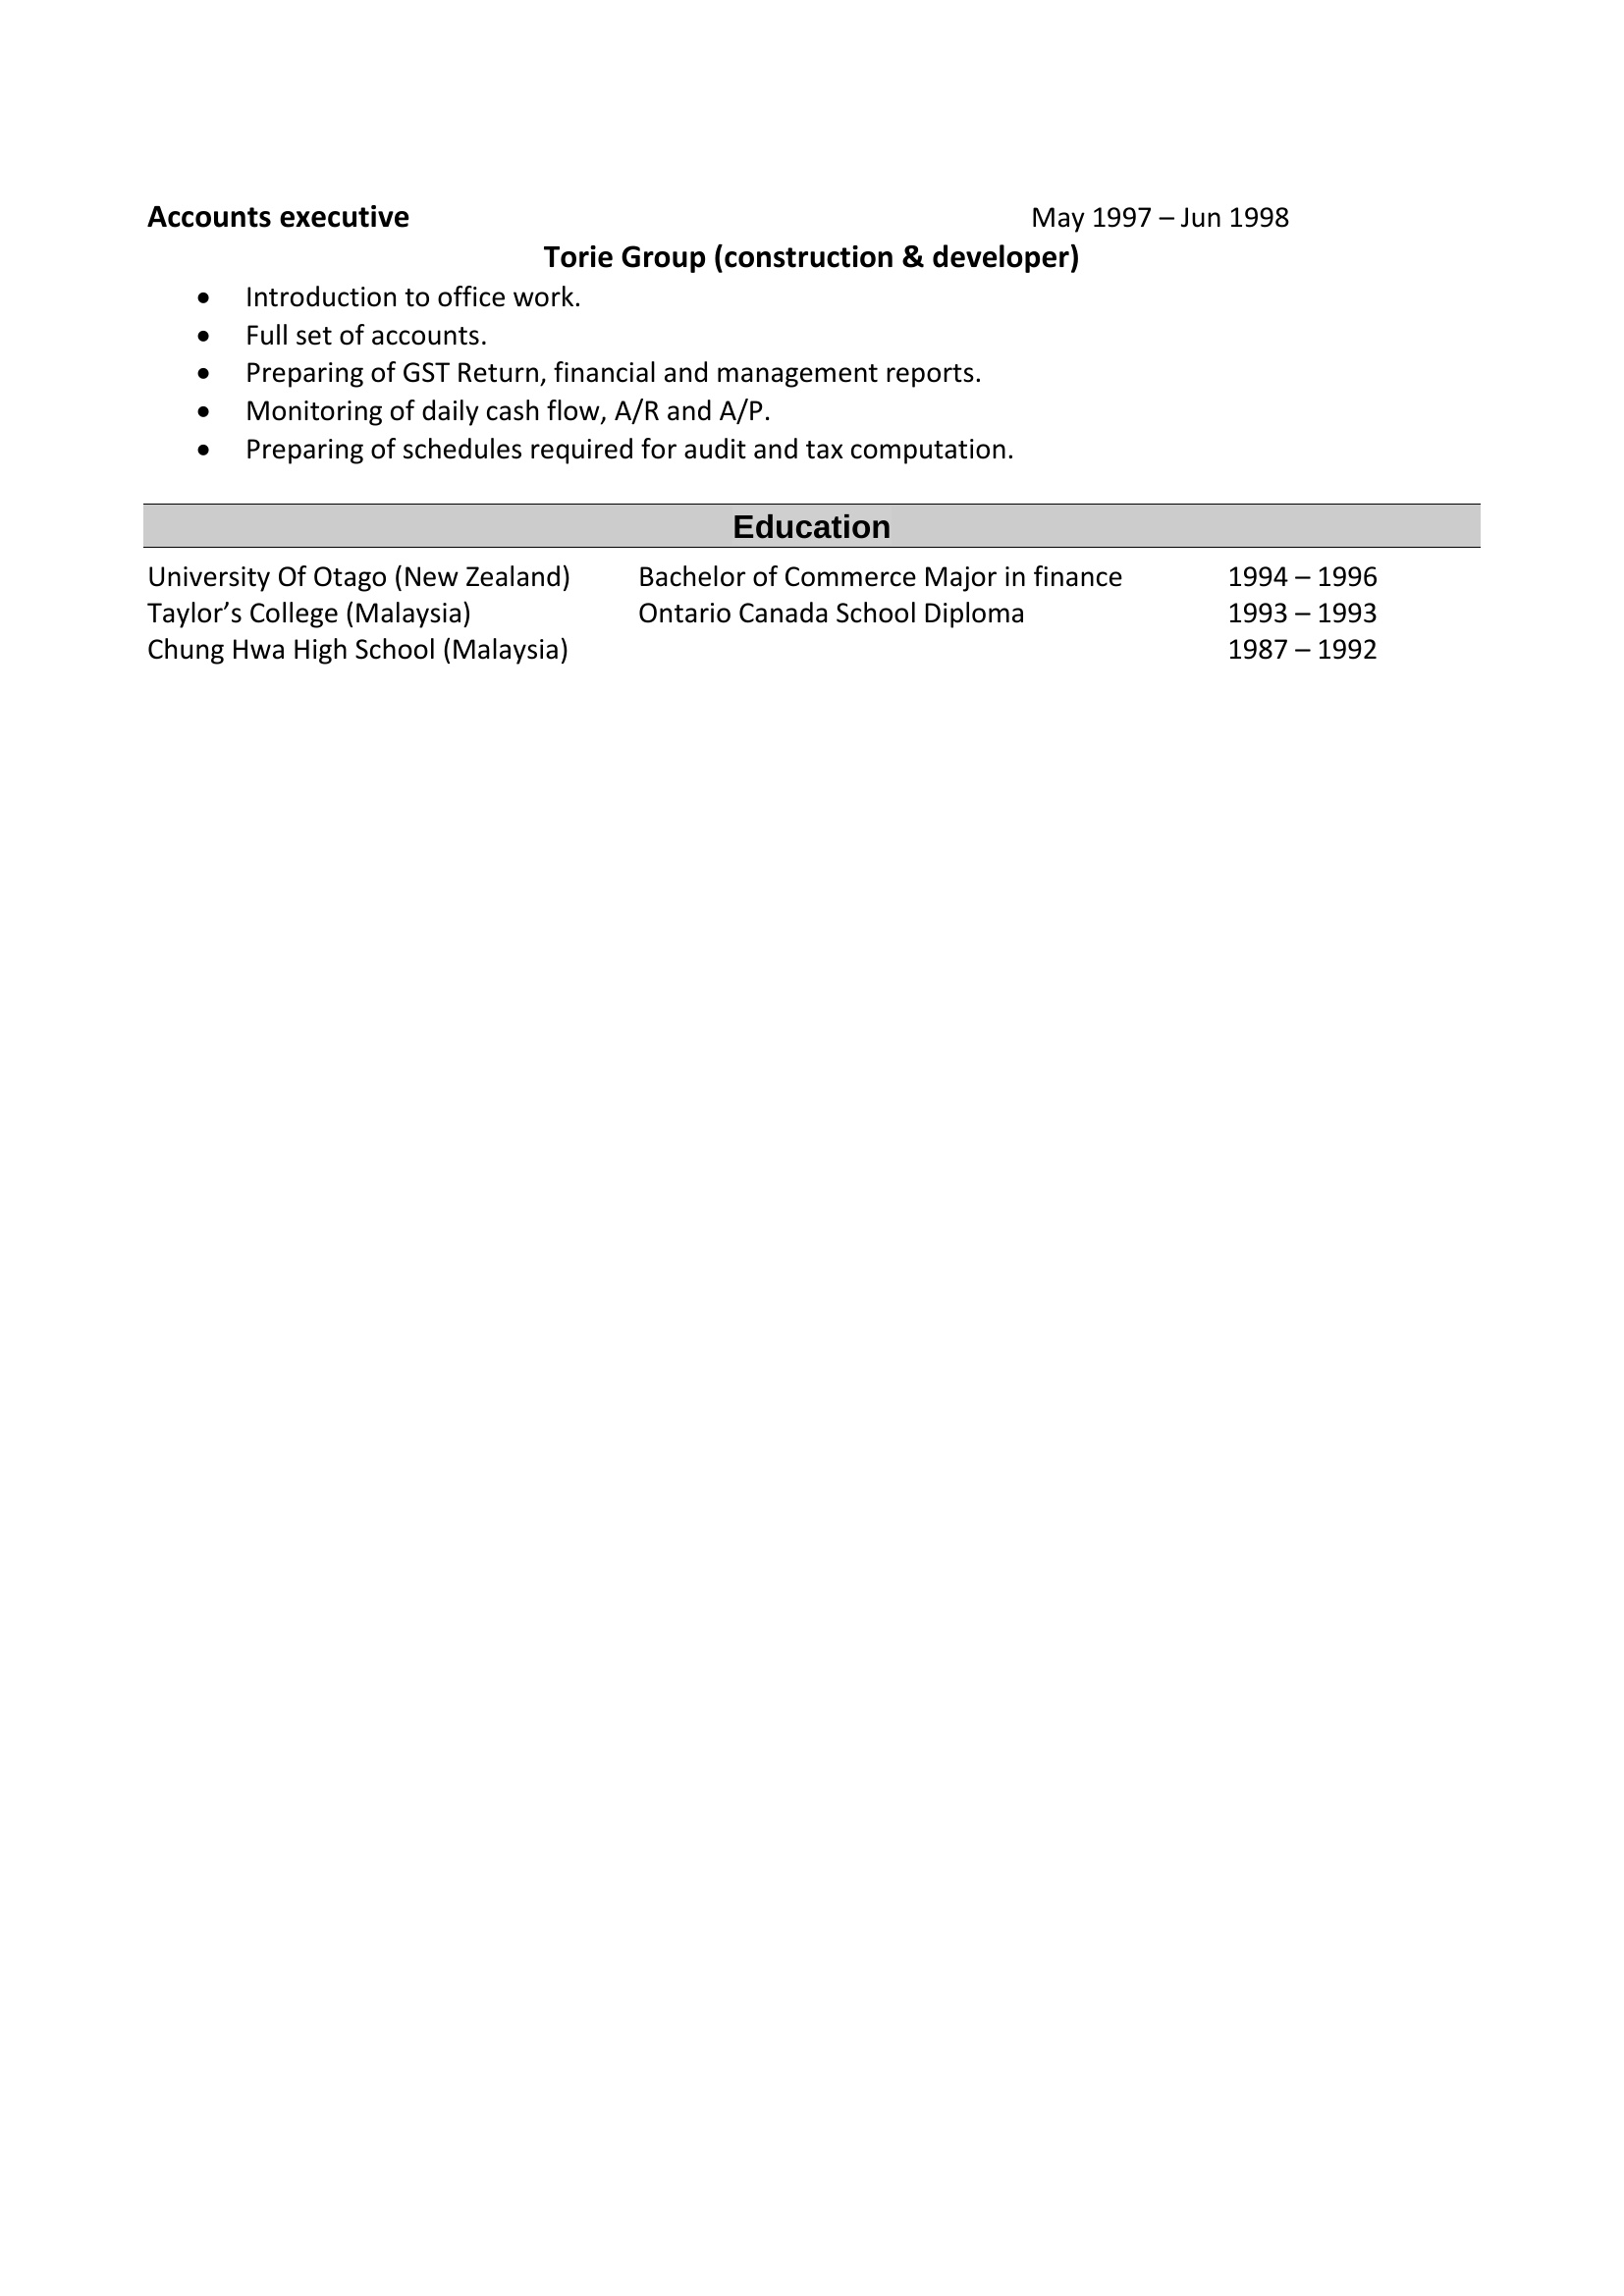 Accounts executive May 1997 – Jun 1998
Torie Group (construction & developer)
• Introduction to office work.
• Full set of accounts.
• Preparing of GST Return, financial and management reports.
• Monitoring of daily cash flow, A/R and A/P.
• Preparing of schedules required for audit and tax computation.
Education
University Of Otago (New Zealand) Bachelor of Commerce Major in finance 1994 – 1996
Taylor’s College (Malaysia) Ontario Canada School Diploma 1993 – 1993
Chung Hwa High School (Malaysia) 1987 – 1992